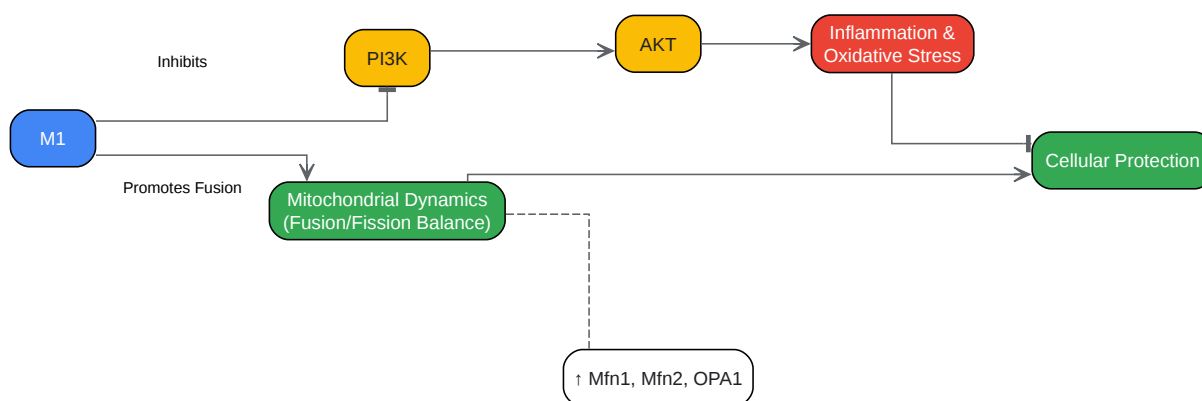 Inhibits
PI3K
AKT
Inflammation &
Oxidative Stress
M1
Cellular Protection
Promotes Fusion
Mitochondrial Dynamics
(Fusion/Fission Balance)
↑ Mfn1, Mfn2, OPA1